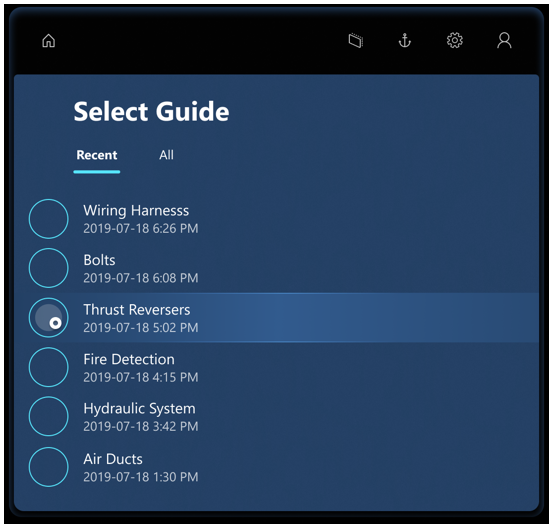 Select Guide
Recent All
Wiring Harnesss
2019-07-18 6:26 PM
Bolts
2019-07-18 6:08 PM
Thrust Reversers
2019-07-18 5:02 PM
Fire Detection
2019-07-18 4:15 PM
Hydraulic System
2019-07-18 3:42 PM
Air Ducts
2019-07-18 1:30 PM